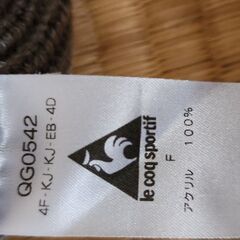 QG0542
4F-KJ-KJ-EB-4D
le coq sportif
F
アクリル 100%